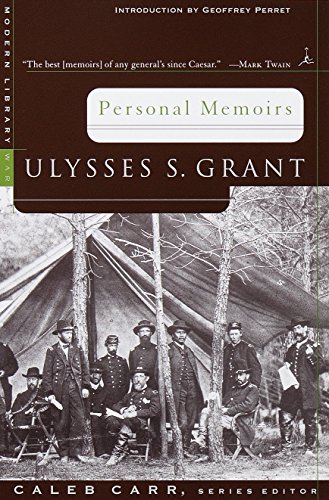 INTRODUCTION BY GEOFFREY PERRET
MODERN LIBRARY WAR
"The best [memoirs] of any general's since Caesar." —MARK TWAIN
Personal Memoirs
ULYSSES S. GRANT
CALEB CARR, SERIES EDITOR